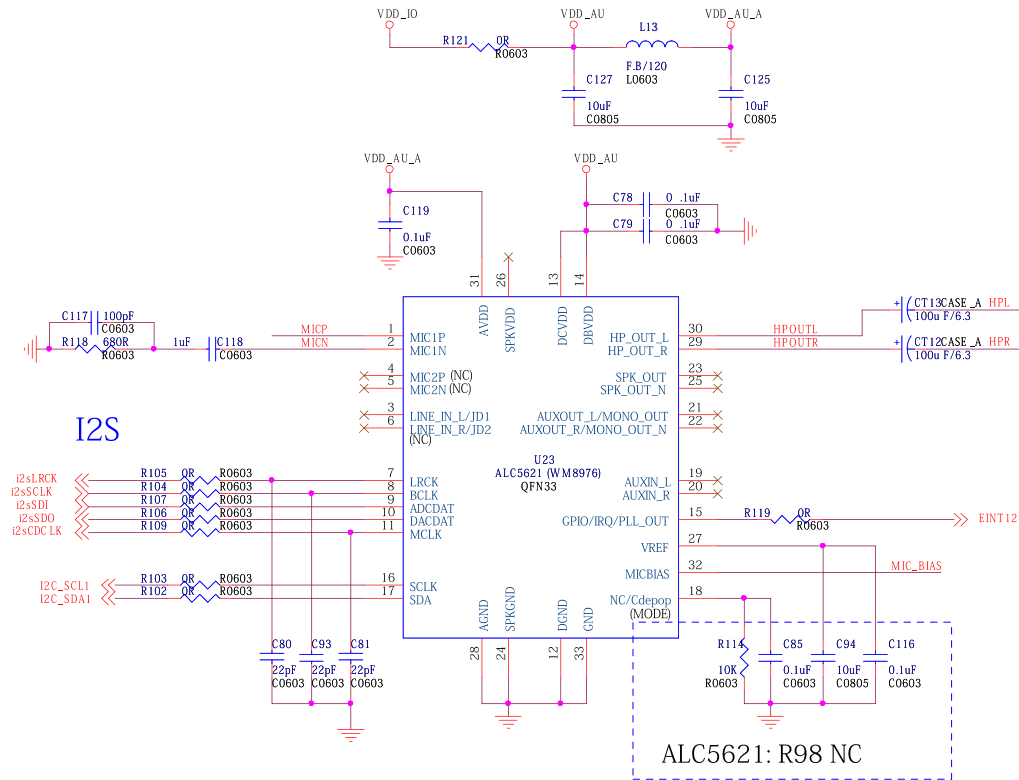 VDD_IO
VDD_AU
VDD_AU_A
R121
0R
R0603
L13
F.B/120
L0603
C127
10uF
C0805
C125
10uF
C0805
VDD_AU_A
VDD_AU
C119
0.1uF
C0603
C78
0 .1uF
C0603
C79
0 .1uF
C0603
31
26
13
14
AVDD
SPKVDD
DCVDD
DBVDD
C117
100pF
C0603
R118
680R
R0603
1uF
C118
C0603
MICP
MICN
1
MIC1P
2
MIC1N
4
MIC2P (NC)
5
MIC2N (NC)
3
LINE_IN_L/JD1
6
LINE_IN_R/JD2
(NC)
30
HP_OUT_L
29
HP_OUT_R
HPOUTL
HPOUTR
+
CT13
CASE_A
HPL
100u F/6.3
+
CT12
CASE_A
HPR
100u F/6.3
23
SPK_OUT
25
SPK_OUT_N
21
AUXOUT_L/MONO_OUT
22
AUXOUT_R/MONO_OUT_N
I2S
U23
ALC5621 (WM8976)
QFN33
i2sLRCK
R105
0R
R0603
7
LRCK
i2sSCLK
R104
0R
R0603
8
BCLK
i2sSDI
R107
0R
R0603
9
ADCDAT
i2sSDO
R106
0R
R0603
10
DACDAT
i2sCDCLK
R109
0R
R0603
11
MCLK
19
AUXIN_L
20
AUXIN_R
15
GPIO/IRQ/PLL_OUT
R119
0R
R0603
EINT12
27
VREF
32
MICBIAS
MIC_BIAS
18
NC/Cdepop
(MODE)
I2C_SCL1
R103
0R
R0603
16
SCLK
I2C_SDA1
R102
0R
R0603
17
SDA
AGND
SPKGND
DGND
GND
28
24
12
33
C80
22pF
C0603
C93
22pF
C0603
C81
22pF
C0603
R114
10K
R0603
C85
0.1uF
C0603
C94
10uF
C0805
C116
0.1uF
C0603
ALC5621: R98 NC